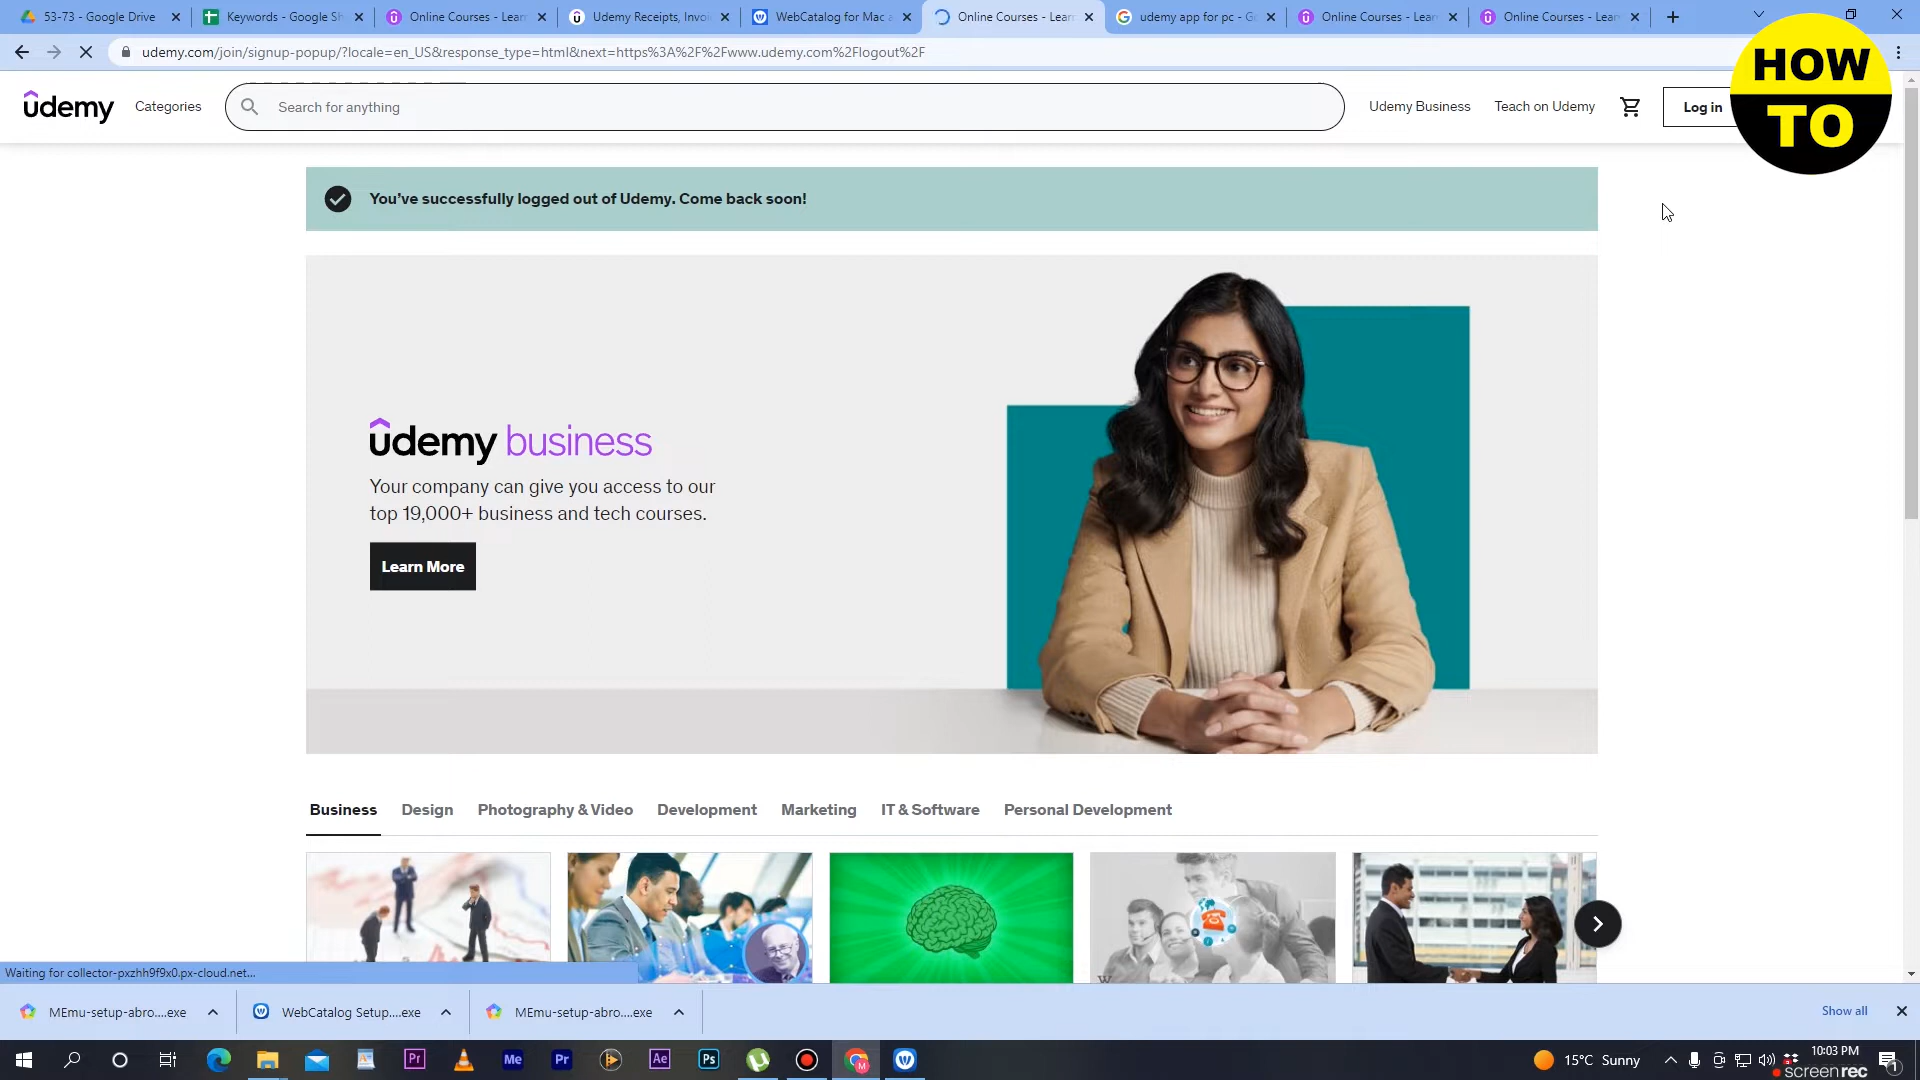 53-73 - Google Drive
Keywords - Google Sh
Online Courses - Lear
Udemy Receipts, Invoi
WebCatalog for Mac a
Online Courses - Lear
udemy app for pc - G
Online Courses - Lear
Online Courses - Lear
udemy.com/join/signup-popup/?locale=en_US&response_type=html&next=https%3A%2F%2Fwww.udemy.com%2Flogout%2F
HOW
TO
udemy
Categories
Search for anything
Udemy Business
Teach on Udemy
Log in
You've successfully logged out of Udemy. Come back soon!
udemy business
Your company can give you access to our
top 19,000+ business and tech courses.
Learn More
Business
Design
Photography & Video
Development
Marketing
IT & Software
Personal Development
Waiting for collector-pxzhh9f9x0.px-cloud.net...
MEmu-setup-abro....exe
WebCatalog Setup....exe
MEmu-setup-abro....exe
Show all
Pr
Me
Pr
Ae
Ps
M
15°C Sunny
10:03 PM
1
screenrec